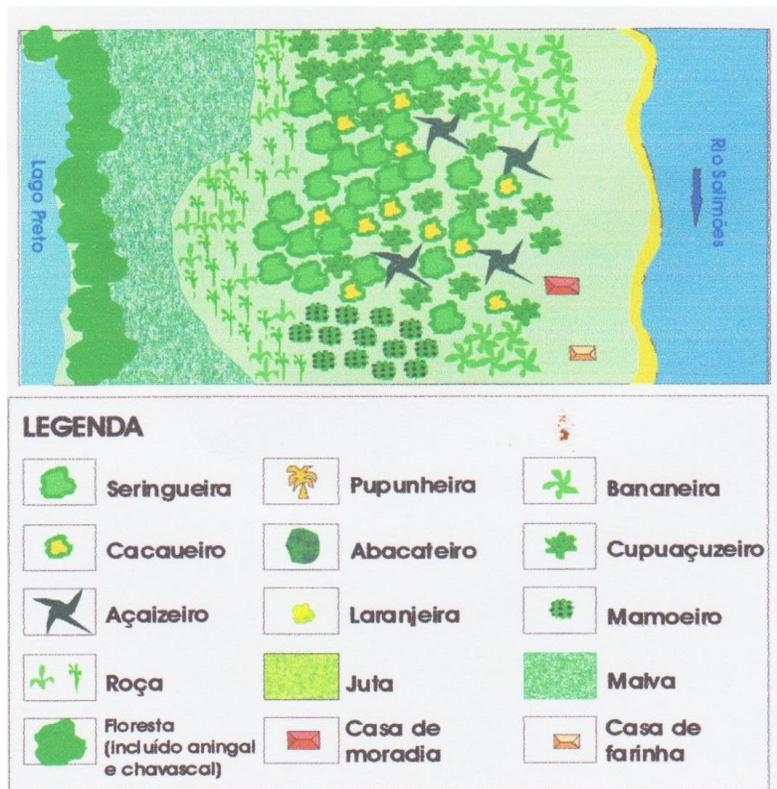 Lago Preto
Rio Solimões
LEGENDA
Seringueira
Pupunheira
Bananeira
Cacaueiro
Abacateiro
Cupuaçuzeiro
Açaizeiro
Laranjeira
Mamoeiro
Roça
Juta
Malva
Floresta
(incluído aningal
e chavascal)
Casa de
moradia
Casa de
farinha